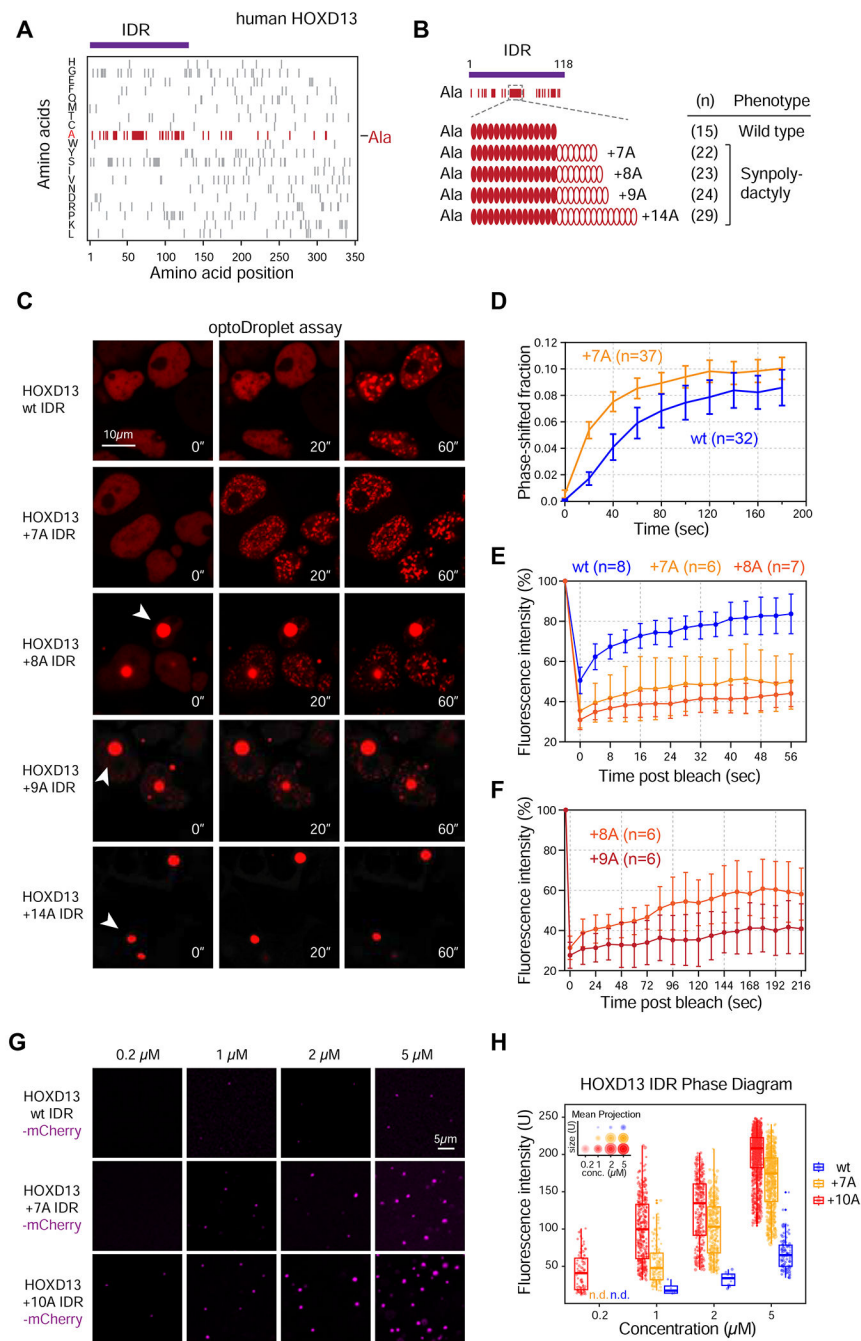 A
human HOXD13
IDR
Amino acids
H
G
E
F
Q
M
T
C
A
W
Y
S
I
V
N
D
R
P
K
L
Ala
1 50 100 150 200 250 300 350
Amino acid position
B
IDR
1 118
Ala
(n) Phenotype
Ala (15) Wild type
Ala +7A (22)
Ala +8A (23)
Ala +9A (24)
Ala +14A (29)
Synpoly-
dactyly
C
optoDroplet assay
HOXD13
wt IDR
10µm
0″ 20″ 60″
HOXD13
+7A IDR
0″ 20″ 60″
HOXD13
+8A IDR
0″ 20″ 60″
HOXD13
+9A IDR
0″ 20″ 60″
HOXD13
+14A IDR
0″ 20″ 60″
D
Phase-shifted fraction
0.12
0.10
0.08
0.06
0.04
0.02
0.00
+7A (n=37)
wt (n=32)
0 40 80 120 160 200
Time (sec)
E
wt (n=8) +7A (n=6) +8A (n=7)
Fluorescence intensity (%)
100
80
60
40
20
0 8 16 24 32 40 48 56
Time post bleach (sec)
F
Fluorescence intensity (%)
100
80
60
40
20
+8A (n=6)
+9A (n=6)
0 24 48 72 96 120 144 168 192 216
Time post bleach (sec)
G
0.2 µM 1 µM 2 µM 5 µM
HOXD13
wt IDR
-mCherry
5µm
HOXD13
+7A IDR
-mCherry
HOXD13
+10A IDR
-mCherry
H
HOXD13 IDR Phase Diagram
Fluorescence intensity (U)
250
200
150
100
50
Mean Projection
size (U)
0.2 1 2 5
conc. (µM)
n.d. n.d.
wt
+7A
+10A
0.2 1 2 5
Concentration (µM)